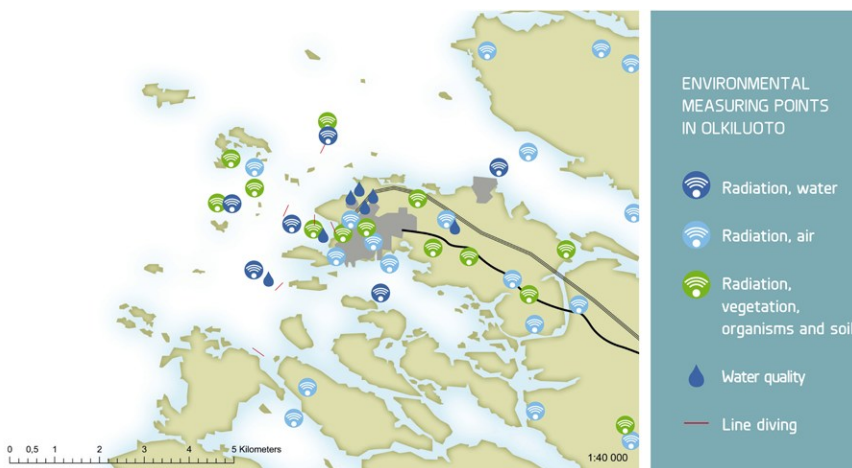 ENVIRONMENTAL
MEASURING POINTS
IN OLKILUOTO
Radiation, water
Radiation, air
Radiation,
vegetation,
organisms and soil
Water quality
Line diving
0 0,5 1 2 3 4 5 Kilometers
1:40 000